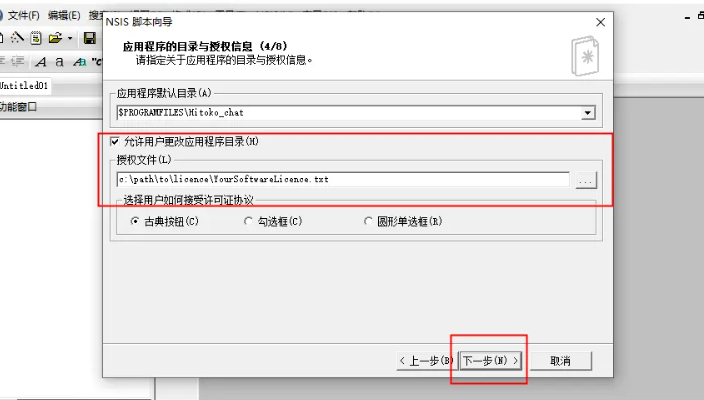 文件(F) 编辑(E)
NSIS 脚本向导
应用程序的目录与授权信息 (4/8)
请指定关于应用程序的目录与授权信息。
Untitled01
功能窗口
应用程序默认目录(A)
$PROGRAMFILES\Hitoko_chat
允许用户更改应用程序目录(M)
授权文件(L)
c:\path\to\licence\YourSoftwareLicence.txt
...
选择用户如何接受许可证协议
古典按钮(C) 勾选框(C) 圆形单选框(R)
< 上一步(B) 下一步(N) > 取消